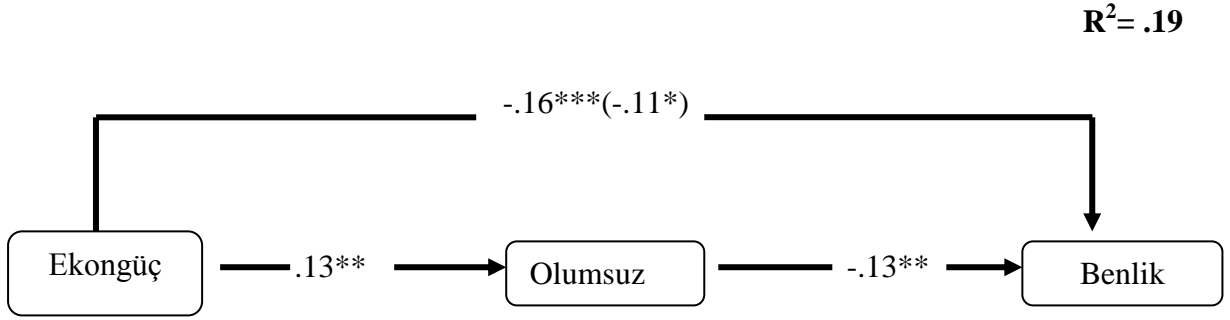 R²= .19
-.16***(-.11*)
Ekongüç
.13**
Olumsuz
-.13**
Benlik